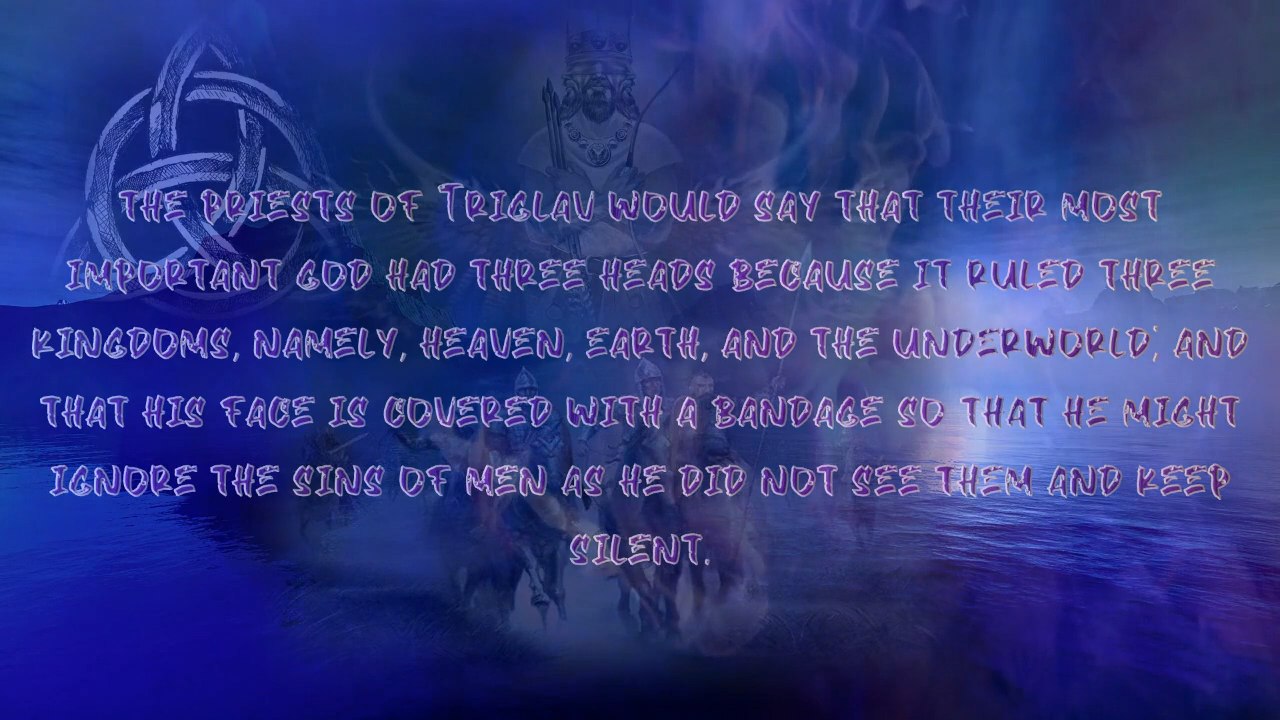 THE PRIESTS OF TRIGLAV WOULD SAY THAT THEIR MOST
IMPORTANT GOD HAD THREE HEADS BECAUSE IT RULED THREE
KINGDOMS, NAMELY, HEAVEN, EARTH, AND THE UNDERWORLD; AND
THAT HIS FACE IS COVERED WITH A BANDAGE SO THAT HE MIGHT
IGNORE THE SINS OF MEN AS HE DID NOT SEE THEM AND KEEP
SILENT.